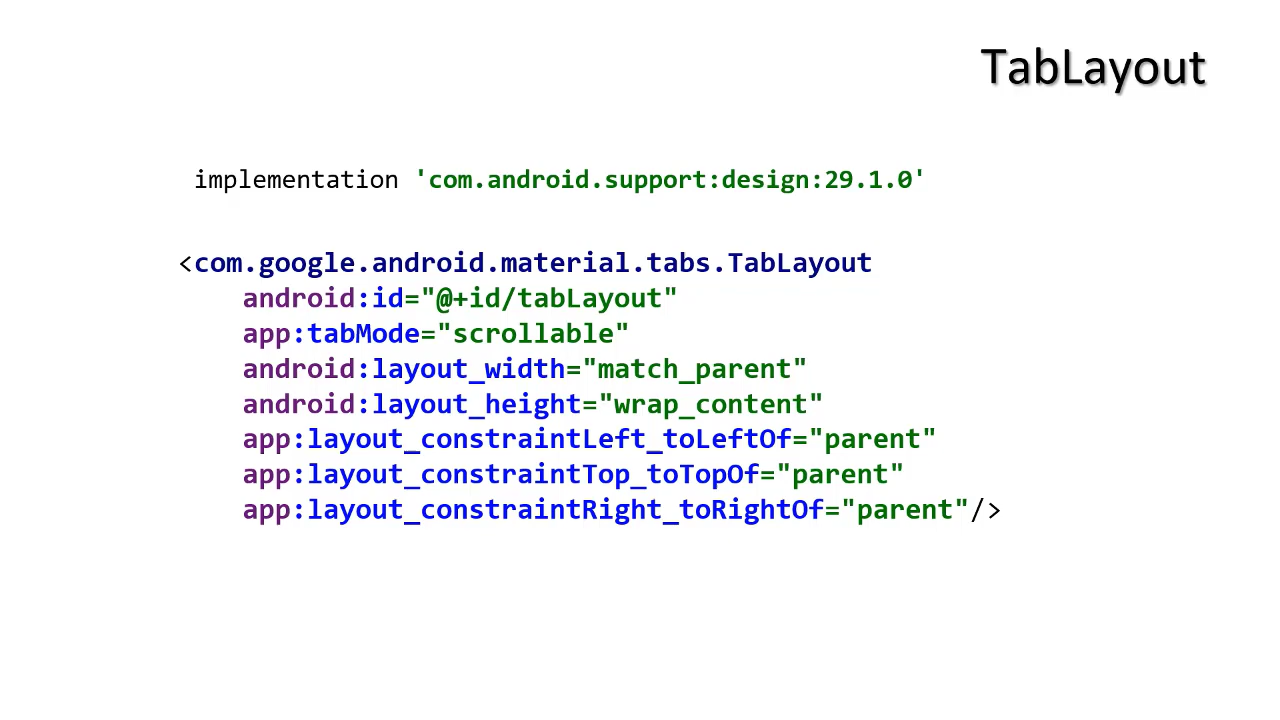 TabLayout
implementation 'com.android.support:design:29.1.0'
<com.google.android.material.tabs.TabLayout
    android:id="@+id/tabLayout"
    app:tabMode="scrollable"
    android:layout_width="match_parent"
    android:layout_height="wrap_content"
    app:layout_constraintLeft_toLeftOf="parent"
    app:layout_constraintTop_toTopOf="parent"
    app:layout_constraintRight_toRightOf="parent"/>